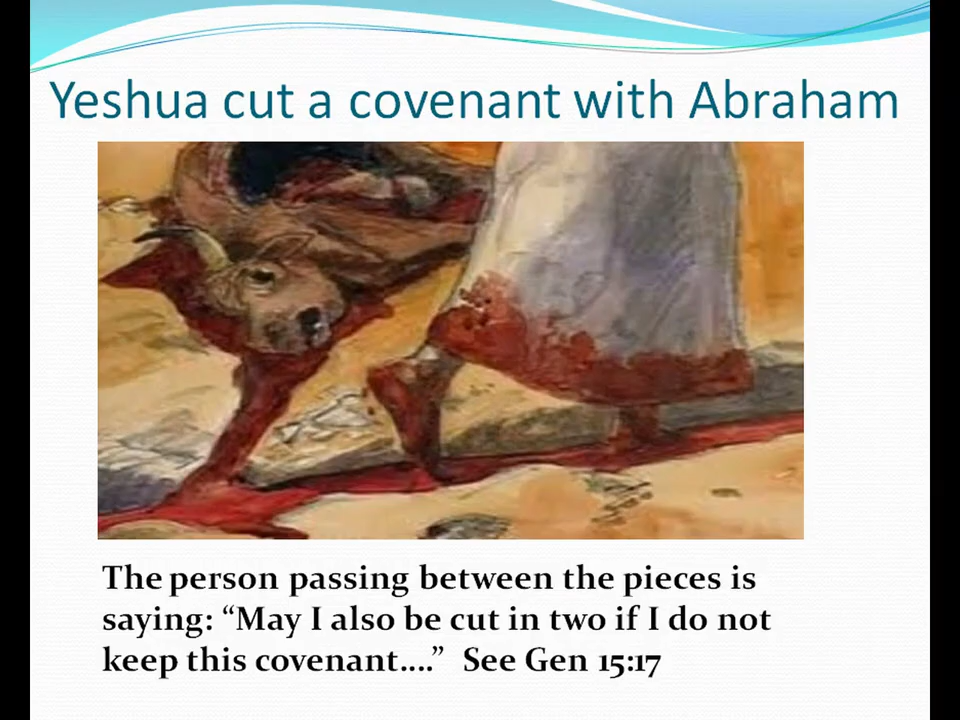 Yeshua cut a covenant with Abraham
The person passing between the pieces is
saying: “May I also be cut in two if I do not
keep this covenant....” See Gen 15:17